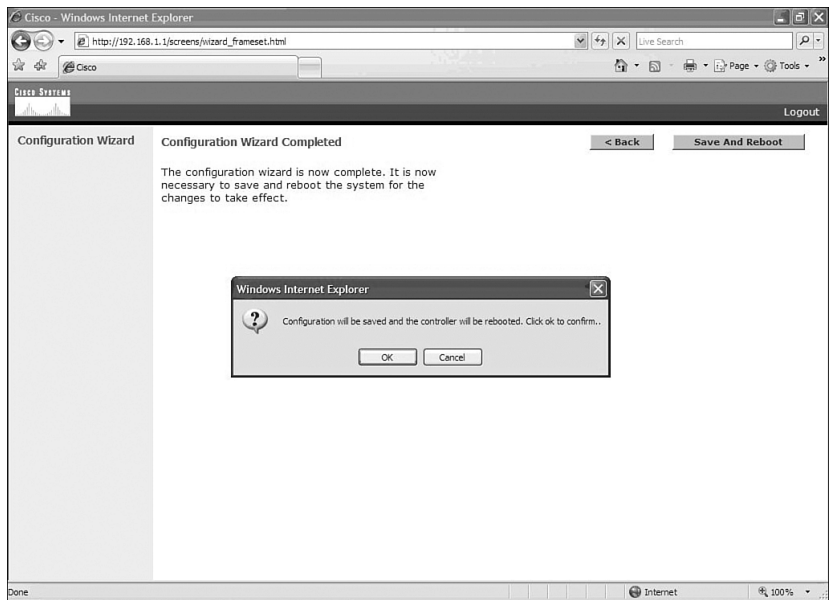 Cisco - Windows Internet Explorer
http://192.168.1.1/screens/wizard_frameset.html
Live Search
Cisco
Page
Tools
CISCO SYSTEMS
Logout
Configuration Wizard
Configuration Wizard Completed
< Back
Save And Reboot
The configuration wizard is now complete. It is now
necessary to save and reboot the system for the
changes to take effect.
Windows Internet Explorer
Configuration will be saved and the controller will be rebooted. Click ok to confirm..
OK
Cancel
Done
Internet
100%